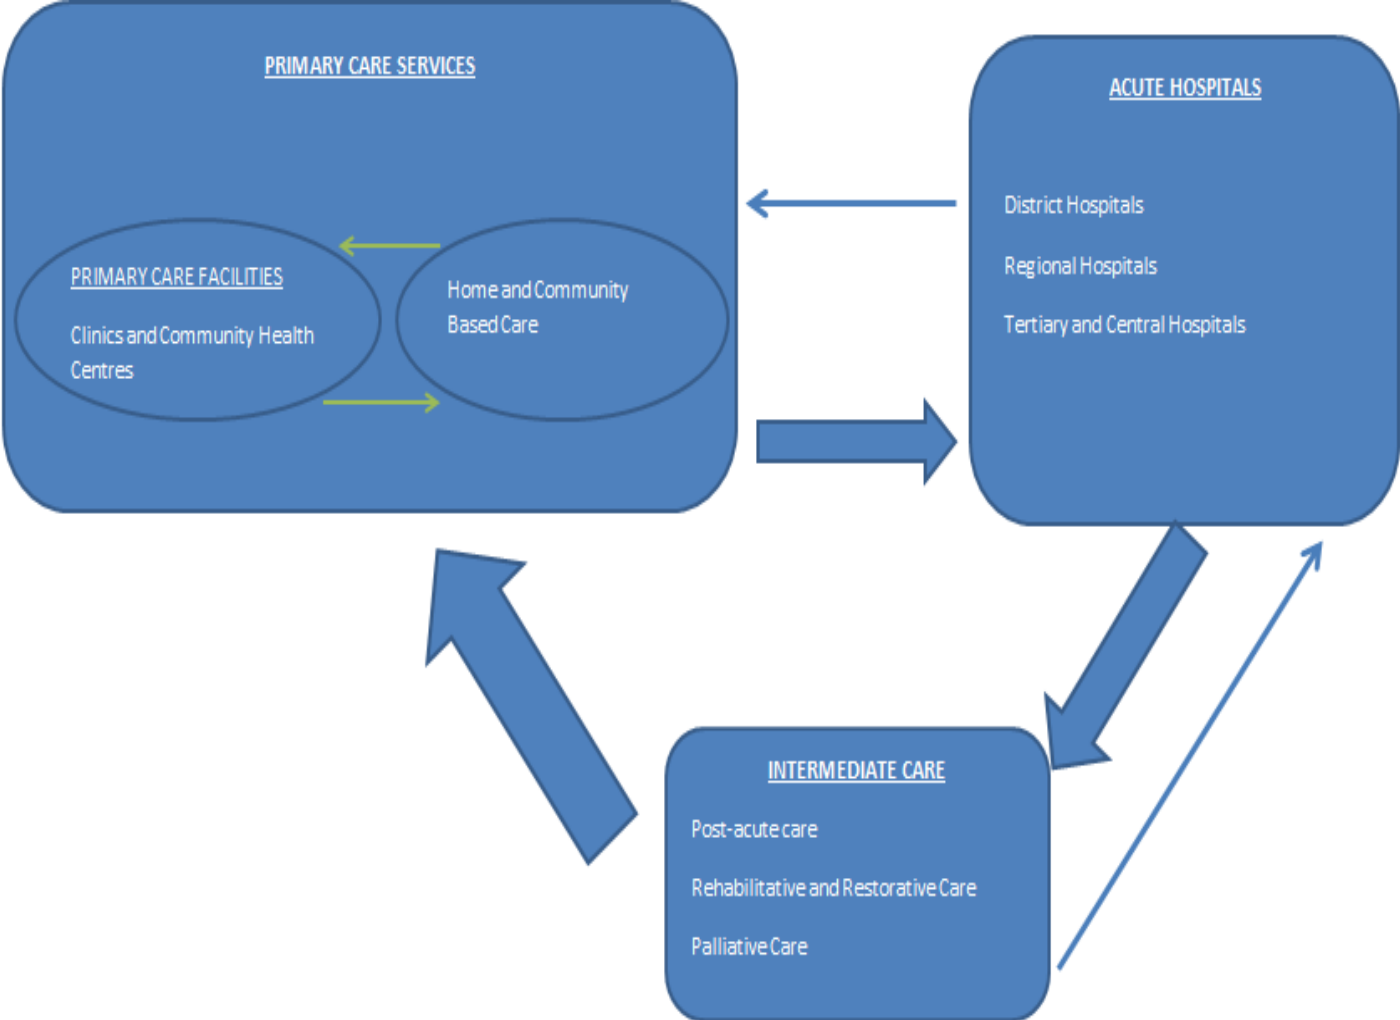 PRIMARY CARE SERVICES
PRIMARY CARE FACILITIES
Clinics and Community Health
Centres
Home and Community
Based Care
ACUTE HOSPITALS
District Hospitals
Regional Hospitals
Tertiary and Central Hospitals
INTERMEDIATE CARE
Post-acute care
Rehabilitative and Restorative Care
Palliative Care